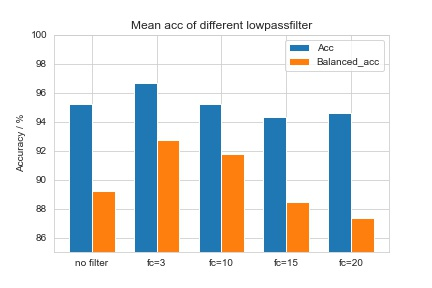 Mean acc of different lowpassfilter
100
98
96
94
92
90
88
86
Accuracy / %
Acc
Balanced_acc
no filter
fc=3
fc=10
fc=15
fc=20